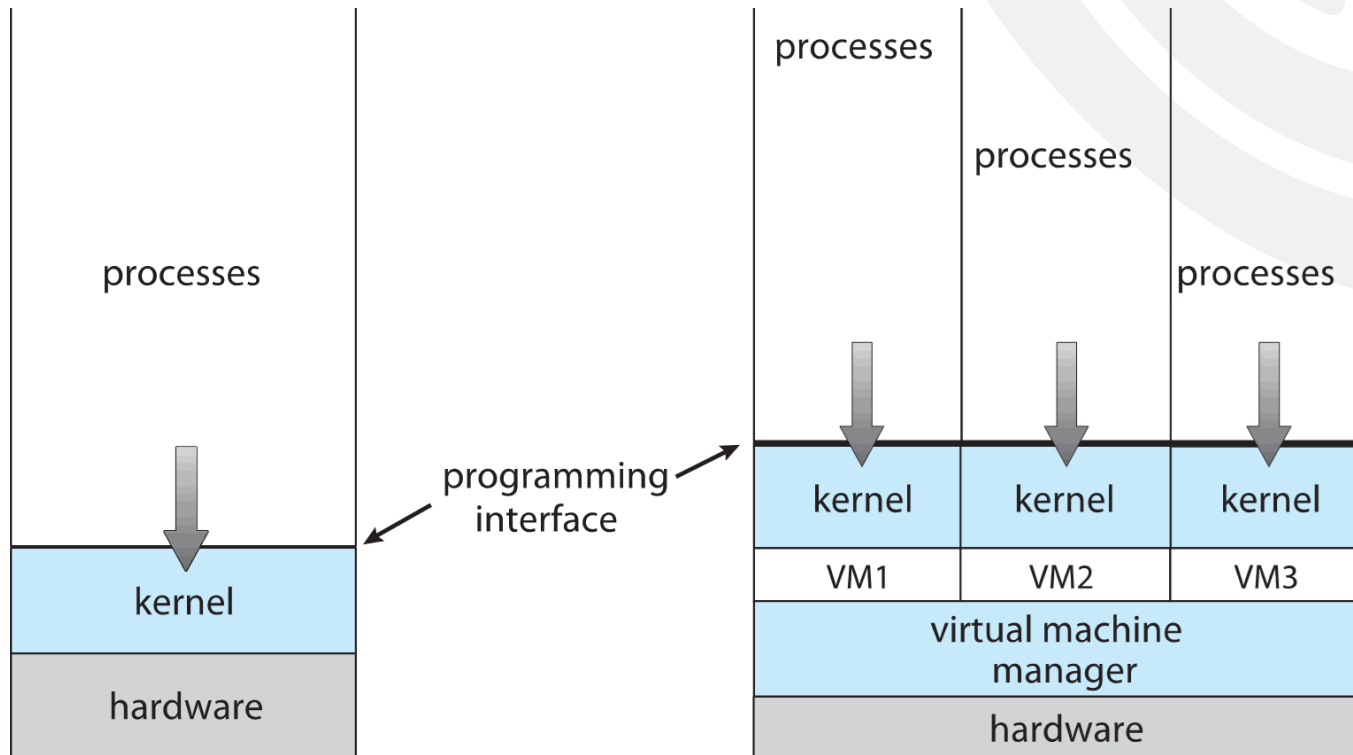 processes
kernel
hardware
programming
interface
processes
processes
processes
kernel
kernel
kernel
VM1
VM2
VM3
virtual machine
manager
hardware